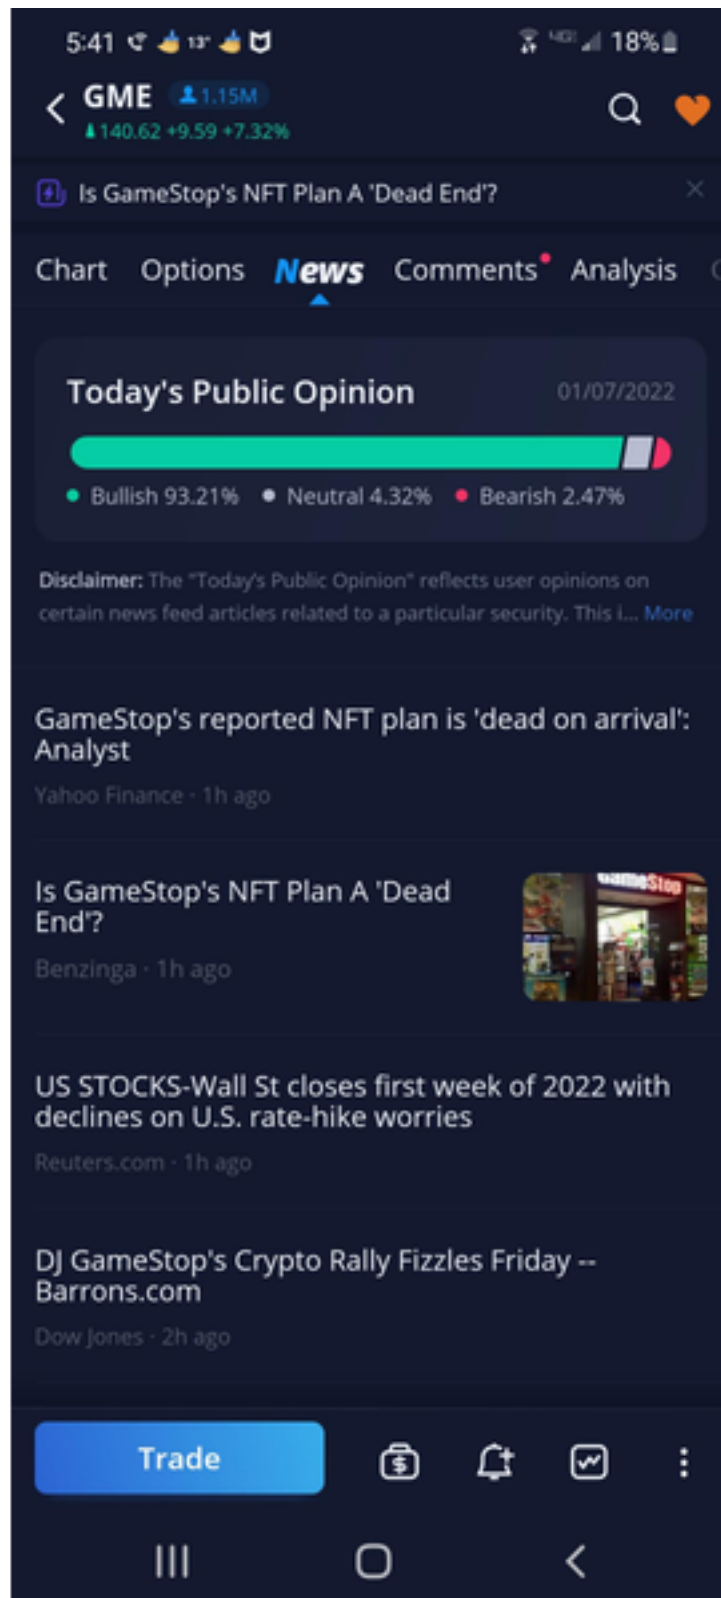 5:41 13° 4G 18%
GME 1.15M
140.62 +9.59 +7.32%
Is GameStop's NFT Plan A 'Dead End'?
Chart Options News Comments Analysis
Today's Public Opinion 01/07/2022
Bullish 93.21% Neutral 4.32% Bearish 2.47%
Disclaimer: The "Today's Public Opinion" reflects user opinions on
certain news feed articles related to a particular security. This i... More
GameStop's reported NFT plan is 'dead on arrival':
Analyst
Yahoo Finance · 1h ago
Is GameStop's NFT Plan A 'Dead
End'?
GameStop
Benzinga · 1h ago
US STOCKS-Wall St closes first week of 2022 with
declines on U.S. rate-hike worries
Reuters.com · 1h ago
DJ GameStop's Crypto Rally Fizzles Friday --
Barrons.com
Dow Jones · 2h ago
Trade